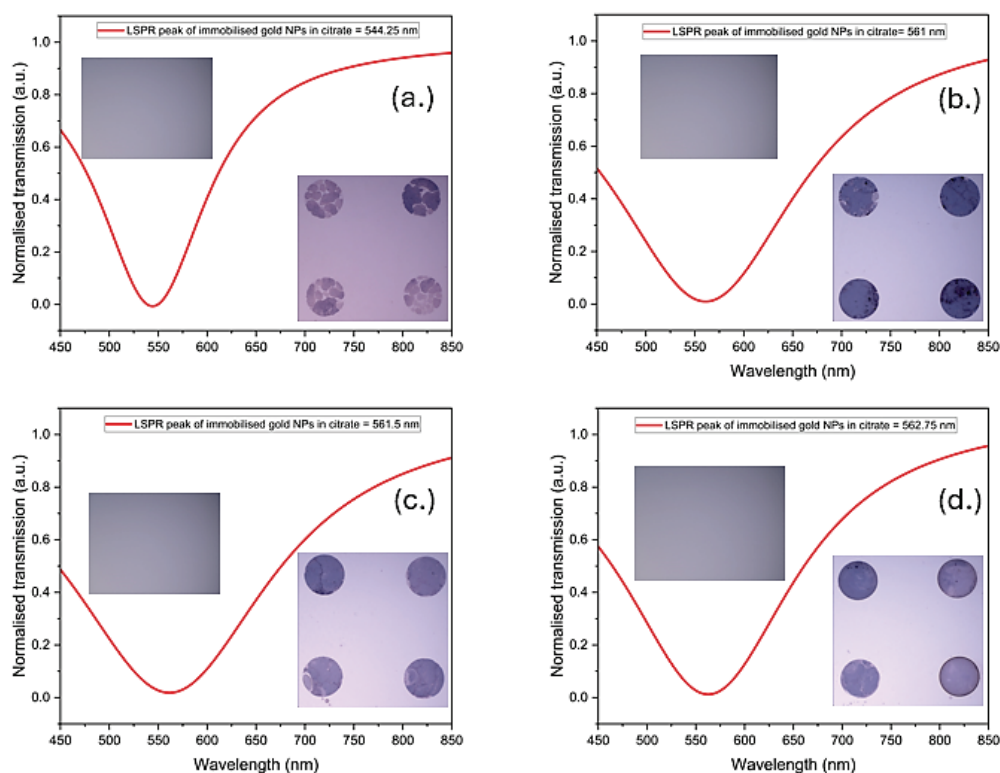 LSPR peak of immobilised gold NPs in citrate = 544.25 nm
(a.)
Normalised transmission (a.u.)
1.0
0.8
0.6
0.4
0.2
0.0
450 500 550 600 650 700 750 800 850
Wavelength (nm)
LSPR peak of immobilised gold NPs in citrate= 561 nm
(b.)
Normalised transmission (a.u.)
1.0
0.8
0.6
0.4
0.2
0.0
450 500 550 600 650 700 750 800 850
Wavelength (nm)
LSPR peak of immobilised gold NPs in citrate = 561.5 nm
(c.)
Normalised transmission (a.u.)
1.0
0.8
0.6
0.4
0.2
0.0
450 500 550 600 650 700 750 800 850
Wavelength (nm)
LSPR peak of immobilised gold NPs in citrate = 562.75 nm
(d.)
Normalised transmission (a.u.)
1.0
0.8
0.6
0.4
0.2
0.0
450 500 550 600 650 700 750 800 850
Wavelength (nm)